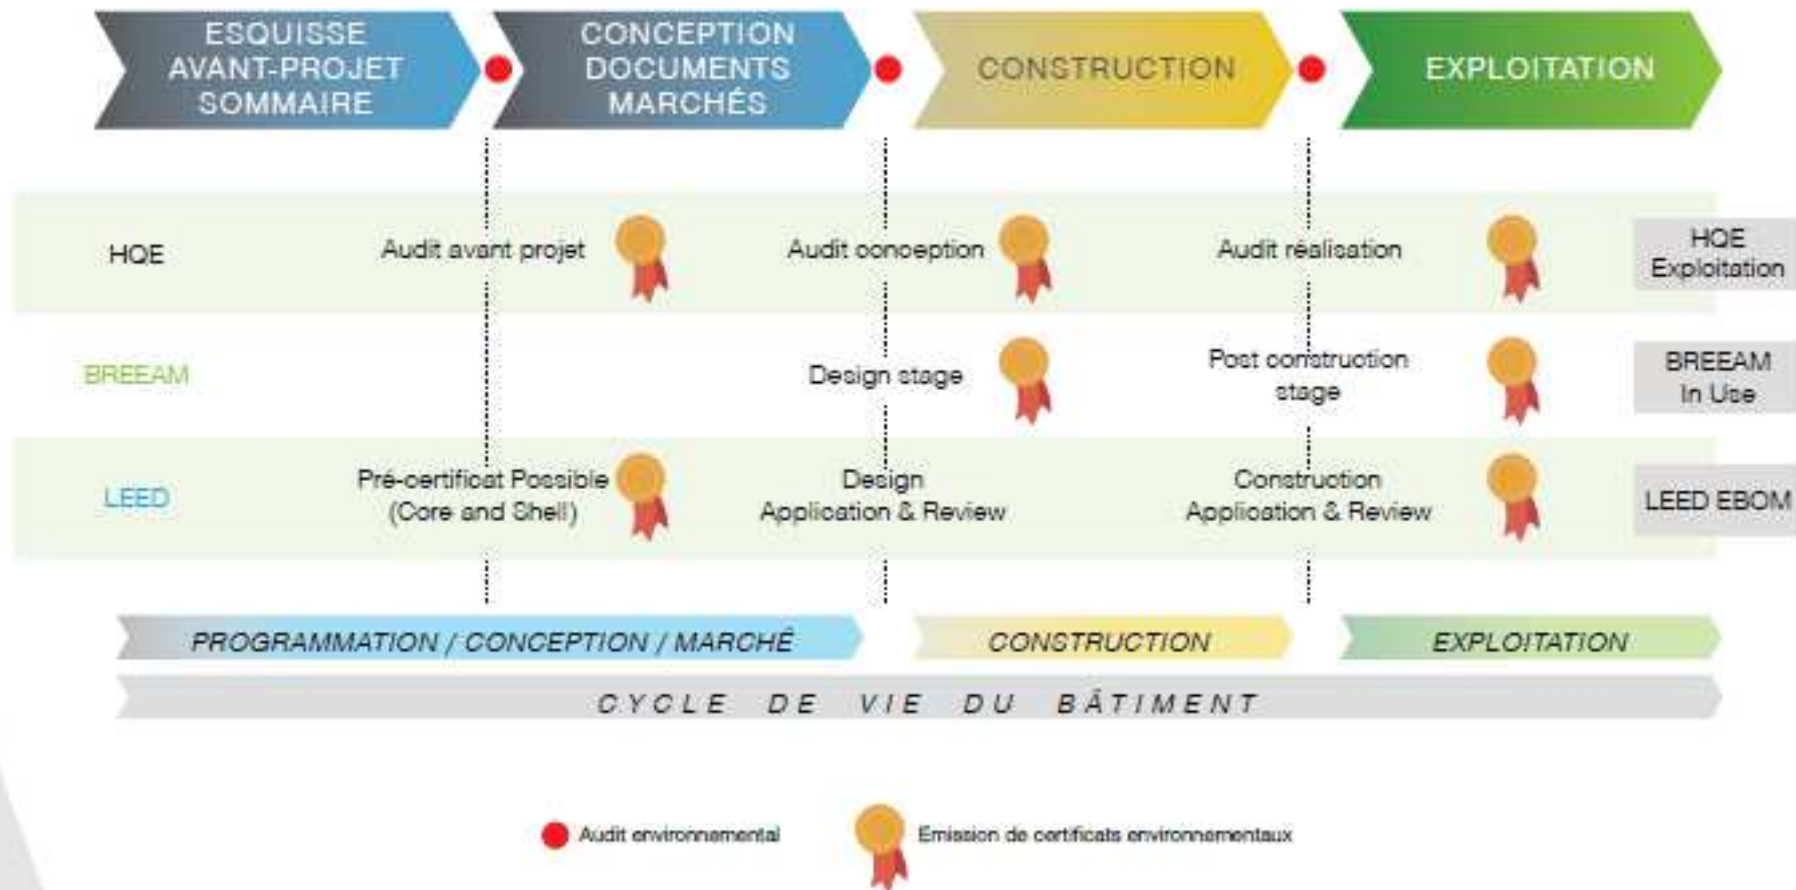 ESQUISSE
AVANT-PROJET
SOMMAIRE
CONCEPTION
DOCUMENTS
MARCHÉS
CONSTRUCTION
EXPLOITATION
HQE
Audit avant projet
Audit conception
Audit réalisation
HQE
Exploitation
BREEAM
Design stage
Post construction
stage
BREEAM
In Use
LEED
Pré-certificat Possible
(Core and Shell)
Design
Application & Review
Construction
Application & Review
LEED EBOM
PROGRAMMATION / CONCEPTION / MARCHÉ
CONSTRUCTION
EXPLOITATION
CYCLE DE VIE DU BÂTIMENT
Audit environnemental
Emission de certificats environnementaux